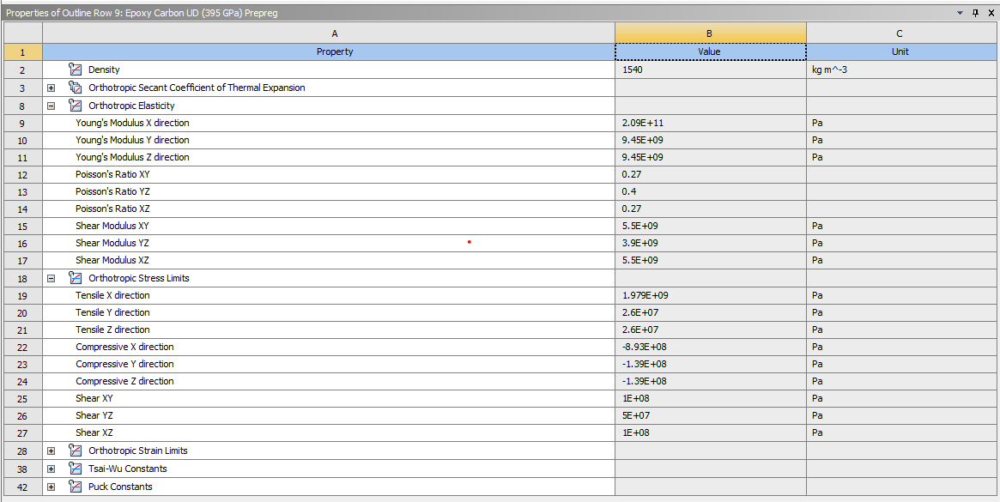 Properties of Outline Row 9: Epoxy Carbon UD (395 GPa) Prepreg
A B C
1 Property Value Unit
2 Density 1540 kg m^-3
3 Orthotropic Secant Coefficient of Thermal Expansion
8 Orthotropic Elasticity
9 Young's Modulus X direction 2.09E+11 Pa
10 Young's Modulus Y direction 9.45E+09 Pa
11 Young's Modulus Z direction 9.45E+09 Pa
12 Poisson's Ratio XY 0.27
13 Poisson's Ratio YZ 0.4
14 Poisson's Ratio XZ 0.27
15 Shear Modulus XY 5.5E+09 Pa
16 Shear Modulus YZ 3.9E+09 Pa
17 Shear Modulus XZ 5.5E+09 Pa
18 Orthotropic Stress Limits
19 Tensile X direction 1.979E+09 Pa
20 Tensile Y direction 2.6E+07 Pa
21 Tensile Z direction 2.6E+07 Pa
22 Compressive X direction -8.93E+08 Pa
23 Compressive Y direction -1.39E+08 Pa
24 Compressive Z direction -1.39E+08 Pa
25 Shear XY 1E+08 Pa
26 Shear YZ 5E+07 Pa
27 Shear XZ 1E+08 Pa
28 Orthotropic Strain Limits
38 Tsai-Wu Constants
42 Puck Constants